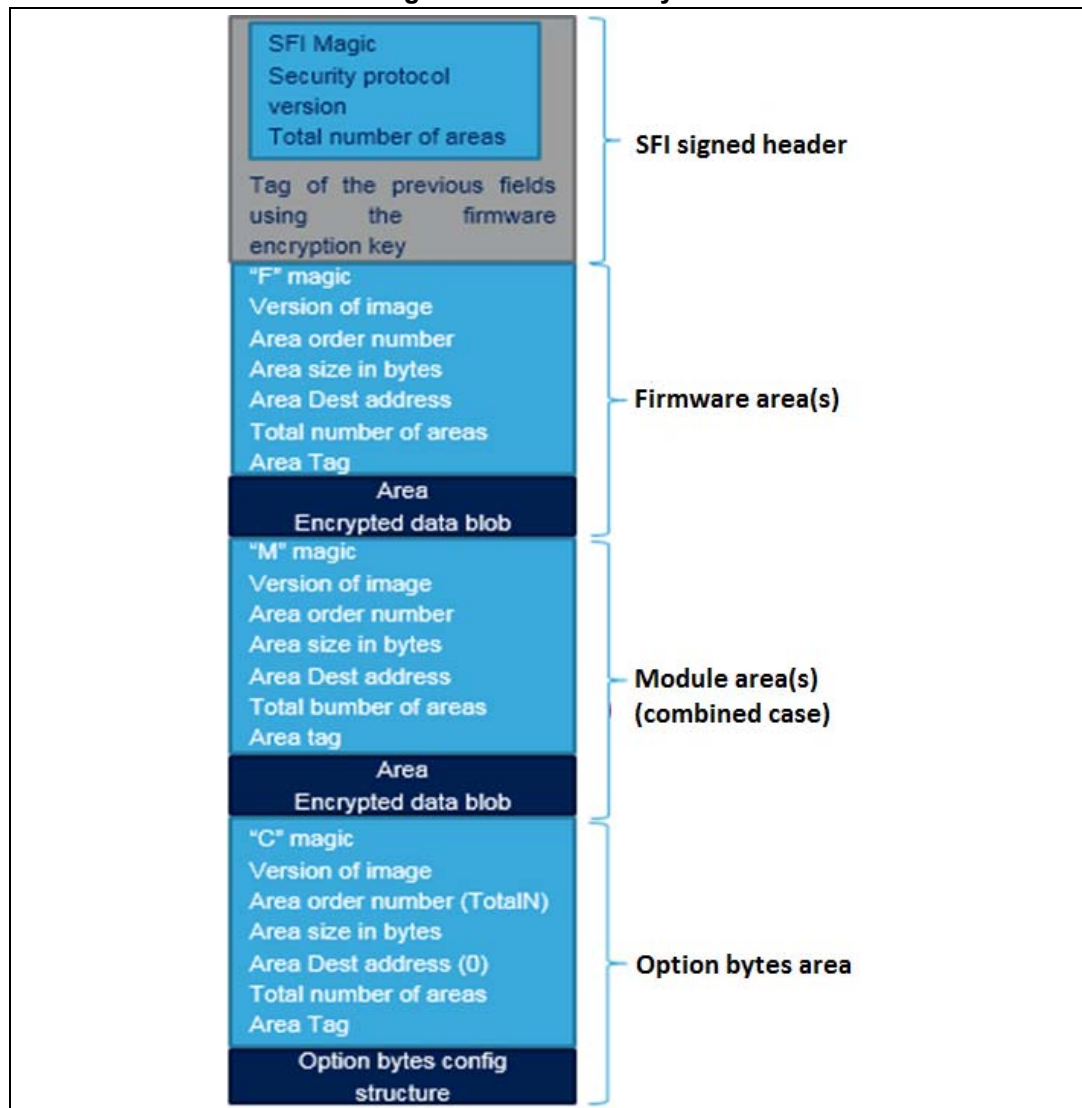 SFI Magic
Security protocol
version
Total number of areas
Tag of the previous fields
using the firmware
encryption key
SFI signed header
"F" magic
Version of image
Area order number
Area size in bytes
Area Dest address
Total number of areas
Area Tag
Area
Encrypted data blob
Firmware area(s)
"M" magic
Version of image
Area order number
Area size in bytes
Area Dest address
Total bumber of areas
Area tag
Area
Encrypted data blob
Module area(s)
(combined case)
"C" magic
Version of image
Area order number (TotalN)
Area size in bytes
Area Dest address (0)
Total number of areas
Area Tag
Option bytes config
structure
Option bytes area